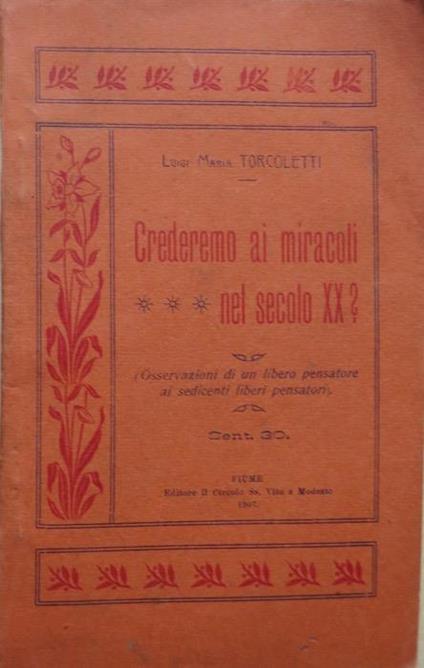 Luigi Maria TORCOLETTI
Crederemo ai miracoli
nel secolo XX?
(Osservazioni di un libero pensatore
ai sedicenti liberi pensatori).
Cent. 30.
FIUME
Editore il Circolo Ss. Vito e Modesto
1907.